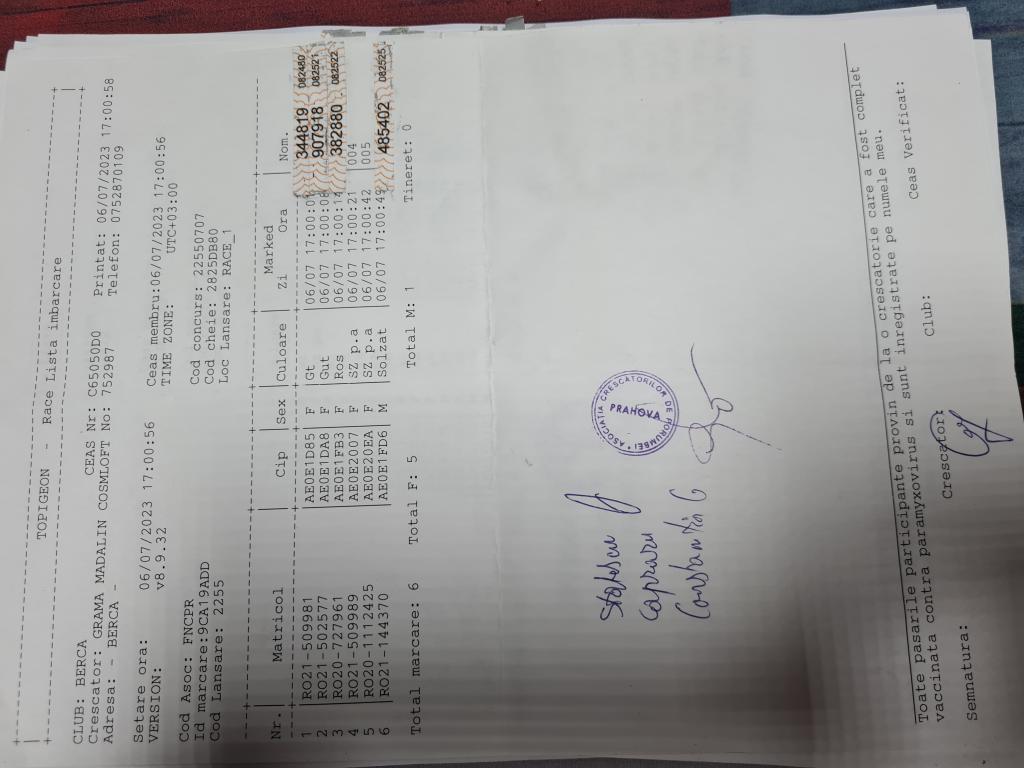 TOPIGEON - Race Lista imbarcare
CLUB: BERCA
CEAS Nr: C65050D0 Printat: 06/07/2023 17:00:58
Crescator: GRAMA MADALIN COSMLOFT No: 752987 Telefon: 0752870109
Adresa: - BERCA -
Setare ora: 06/07/2023 17:00:56 Ceas membru:06/07/2023 17:00:56
VERSION: v8.9.32 TIME ZONE: UTC+03:00
Cod Asoc: FNCPR Cod concurs: 22550707
Id marcare:9CA19ADD Cod cheie: 2825DB80
Cod Lansare: 2255 Loc Lansare: RACE_1
Marked
Nr. Matricol Cip Sex Culoare Zi Ora Nom.
1 RO21-509981 AE0E1D85 F Gt 06/07 17:00:0 344819 082480
2 RO21-502577 AE0E1DA8 F Gut 06/07 17:00:08 907918 082521
3 RO20-727961 AE0E1FB3 F Ros 06/07 17:00:14 382880 082522
4 RO21-509989 AE0E2007 F SZ p.a 06/07 17:00:21 004
5 RO20-1112425 AE0E20EA F SZ p.a 06/07 17:00:42 005
6 RO21-144370 AE0E1FD6 M Solzat 06/07 17:00:49 485402 082525
Total marcare: 6 Total F: 5 Total M: 1 Tineret: 0
ASOCIATIA CRESCATORILOR DE PORUMBEI
PRAHOVA
Constantin G
Toate pasarile participante provin de la o crescatorie care a fost complet
vaccinata contra paramyxovirus si sunt inregistrate pe numele meu.
Semnatura: Crescator: Club: Ceas Verificat: